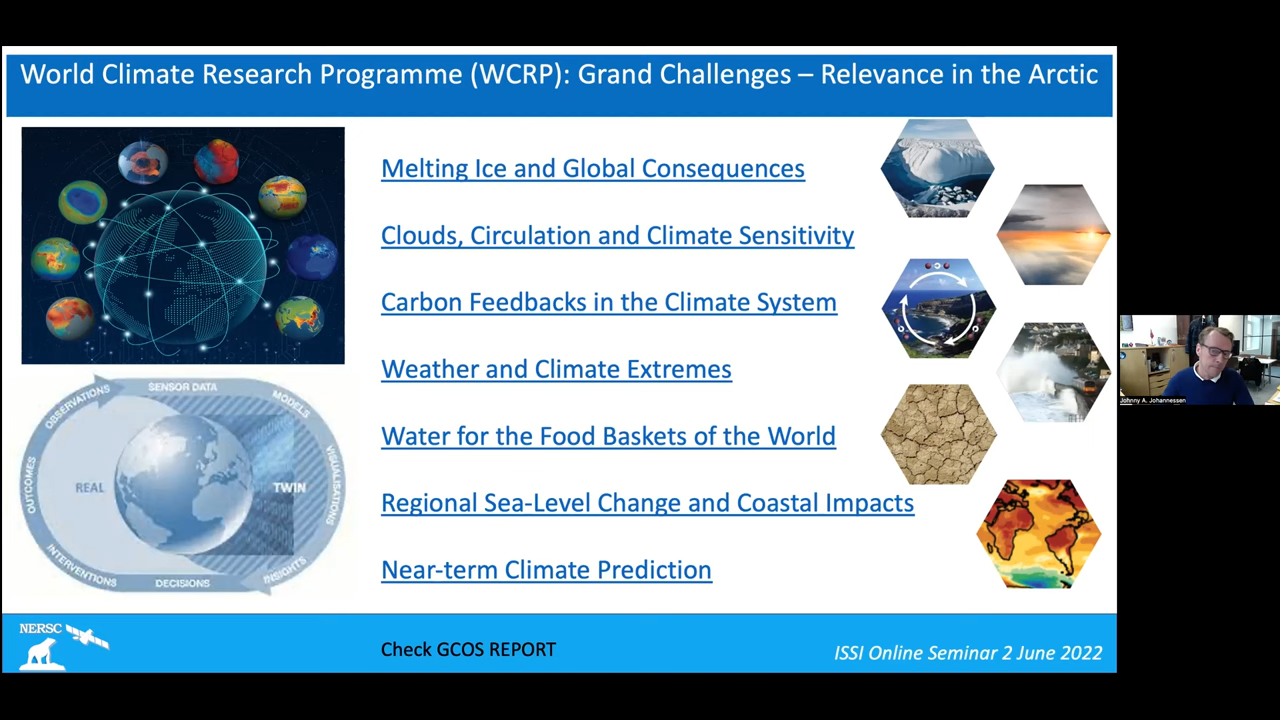 World Climate Research Programme (WCRP): Grand Challenges – Relevance in the Arctic
Melting Ice and Global Consequences
Clouds, Circulation and Climate Sensitivity
Carbon Feedbacks in the Climate System
Weather and Climate Extremes
Water for the Food Baskets of the World
Regional Sea-Level Change and Coastal Impacts
Near-term Climate Prediction
OBSERVATIONS
SENSOR DATA
MODELS
VISUALISATIONS
INSIGHTS
DECISIONS
INTERVENTIONS
OUTCOMES
REAL
TWIN
Johnny A. Johannessen
NERSC
Check GCOS REPORT
ISSI Online Seminar 2 June 2022